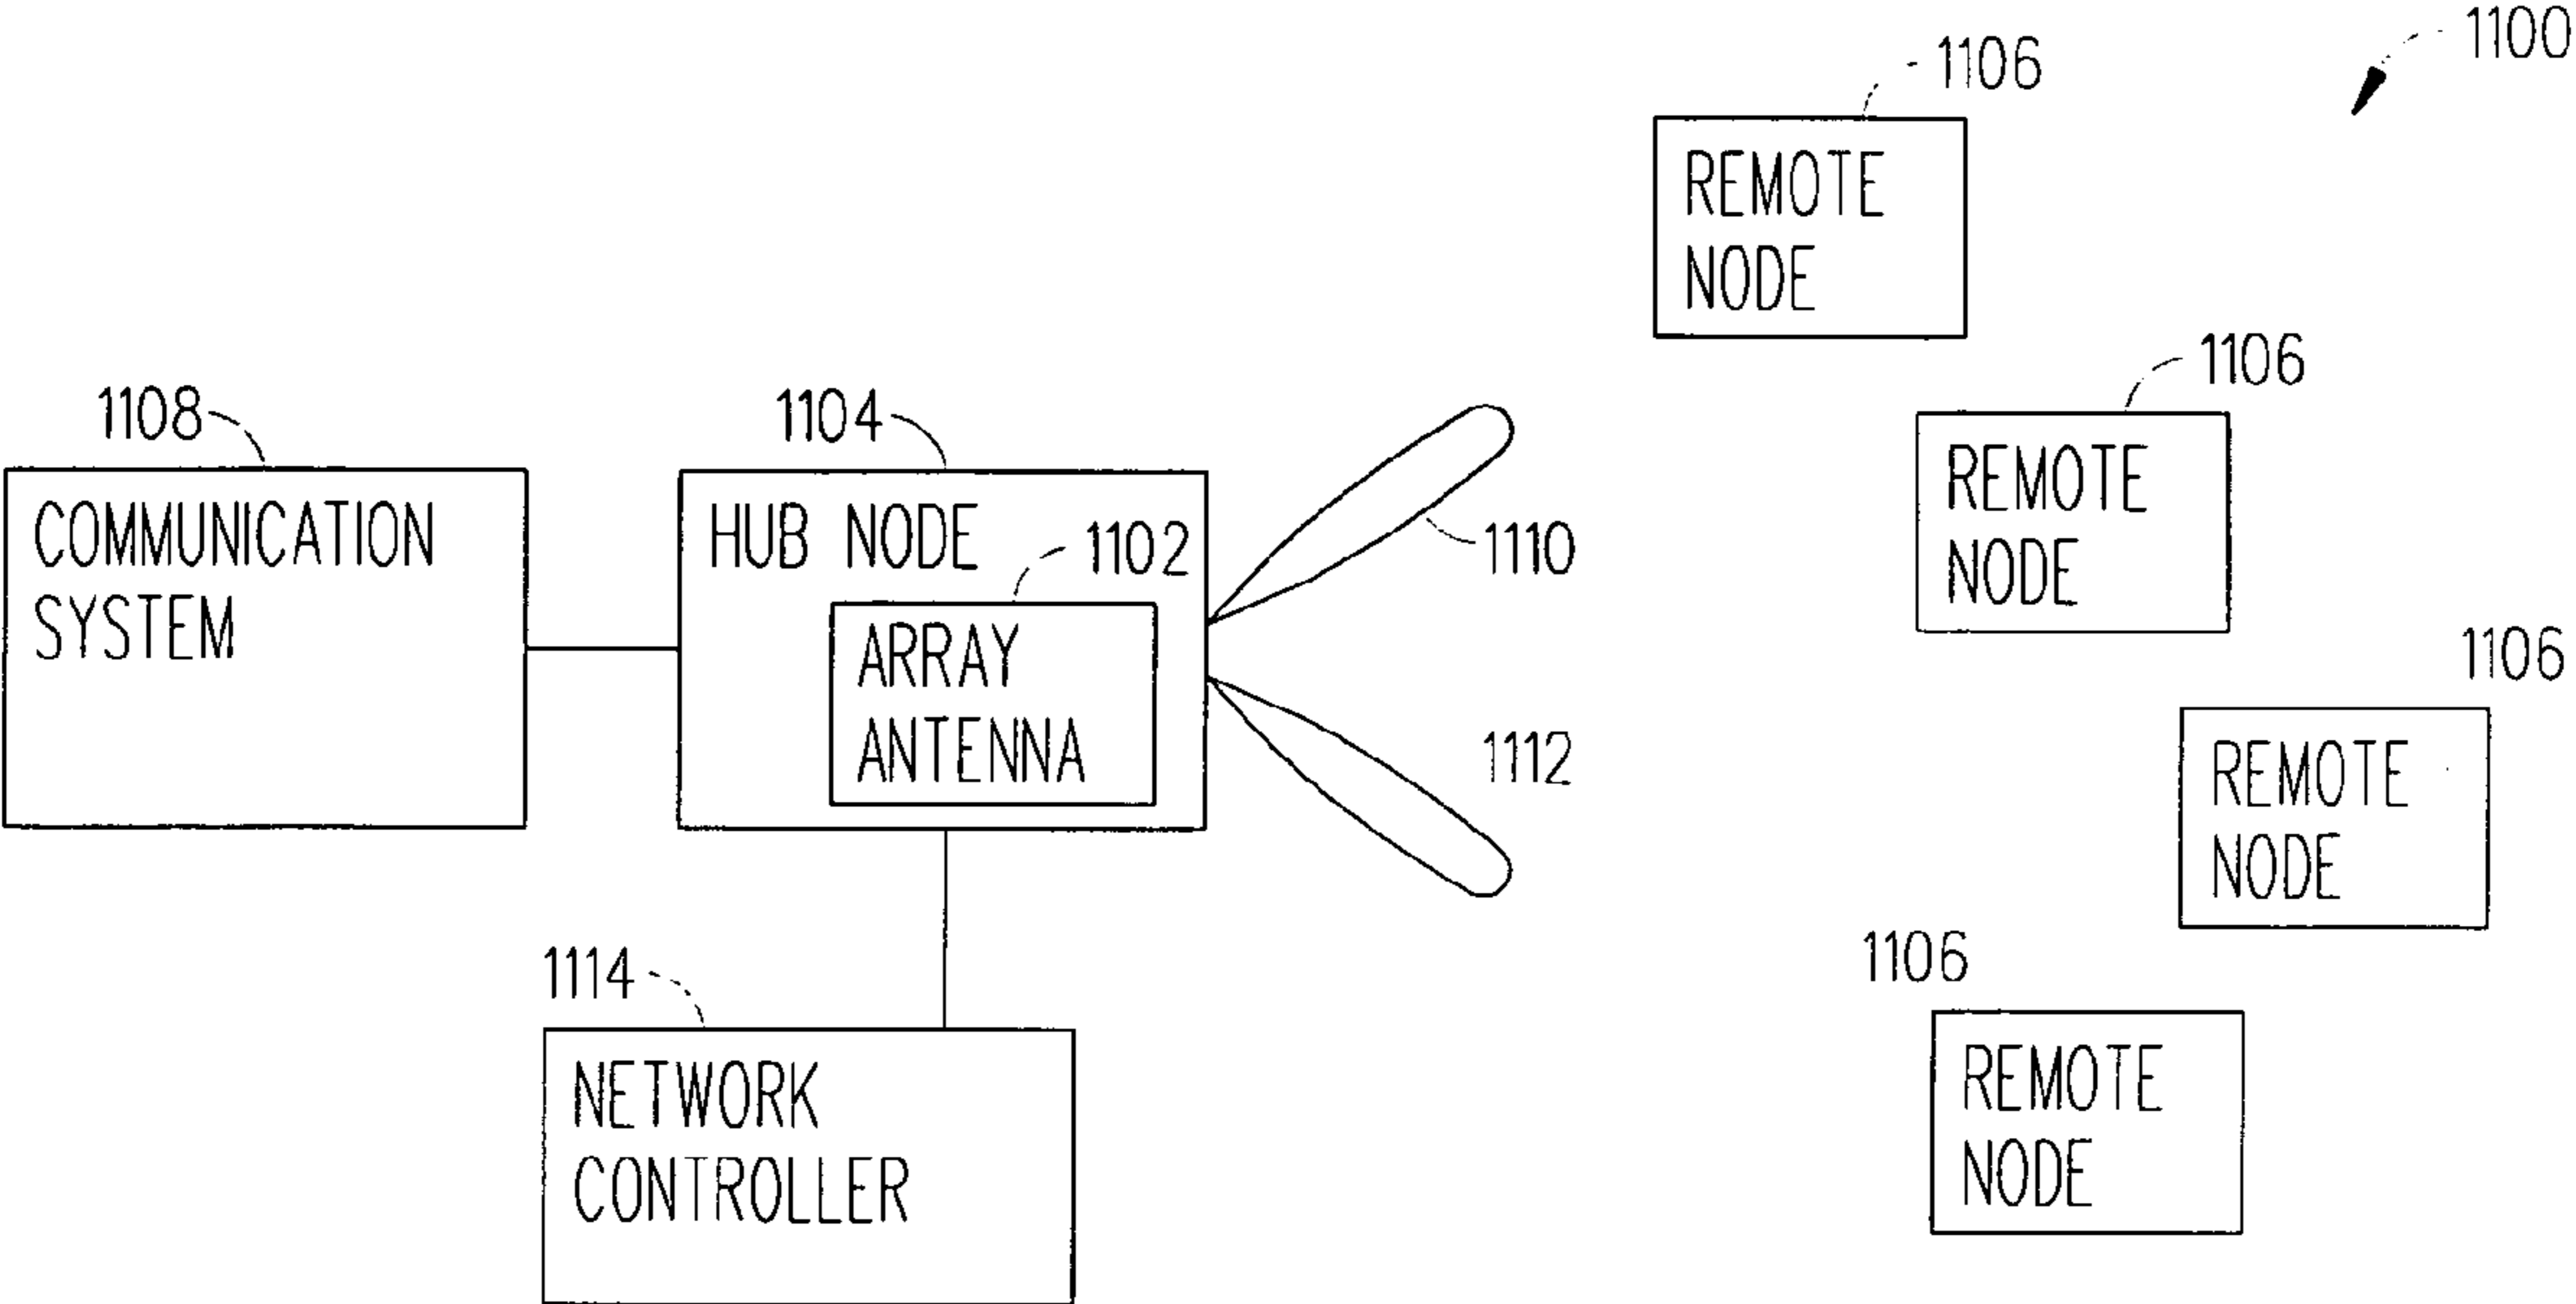 1100
1106
REMOTE
NODE
1106
REMOTE
NODE
1108
COMMUNICATION
SYSTEM
1104
HUB NODE
1102
ARRAY
ANTENNA
1110
1112
1106
REMOTE
NODE
1106
REMOTE
NODE
1114
NETWORK
CONTROLLER